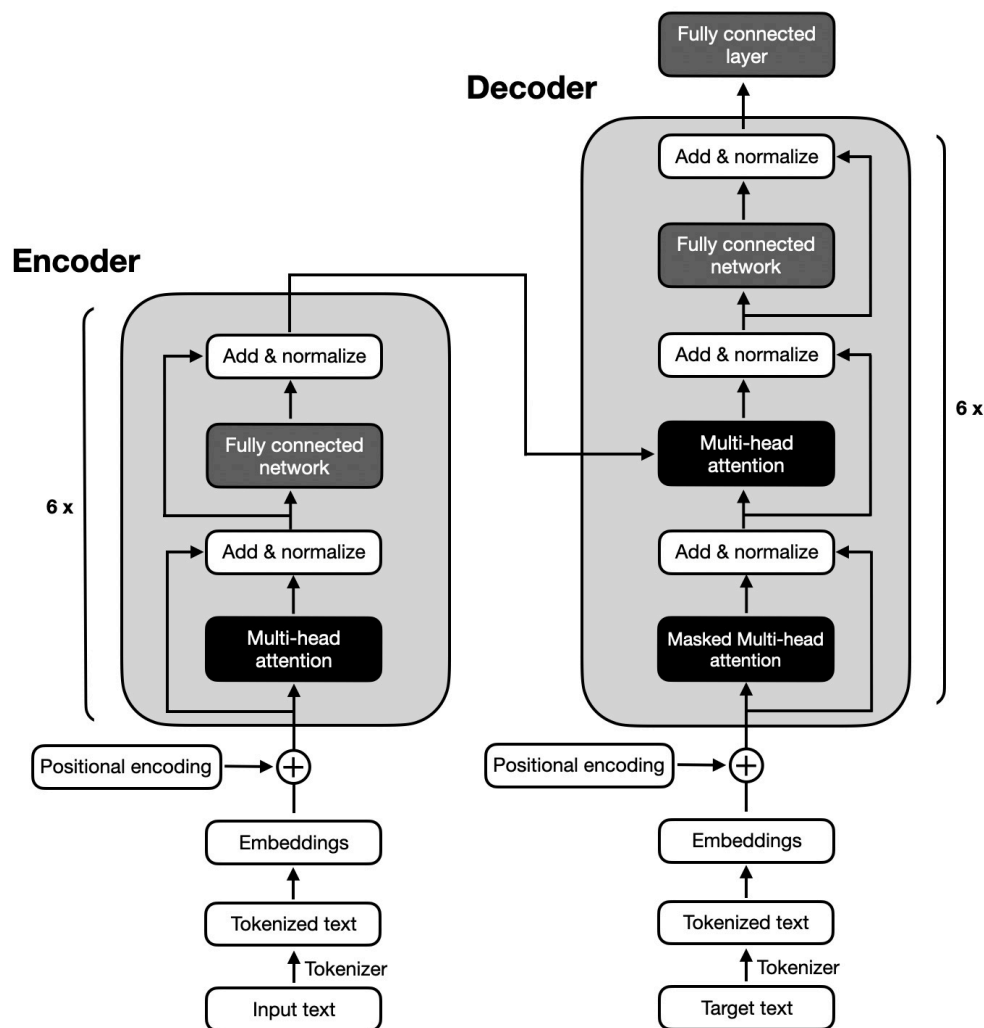 Fully connected
layer
Decoder
Add & normalize
Fully connected
network
Add & normalize
Multi-head
attention
Add & normalize
Masked Multi-head
attention
6 x
Positional encoding
Embeddings
Tokenized text
Tokenizer
Target text
Encoder
Add & normalize
Fully connected
network
Add & normalize
Multi-head
attention
6 x
Positional encoding
Embeddings
Tokenized text
Tokenizer
Input text